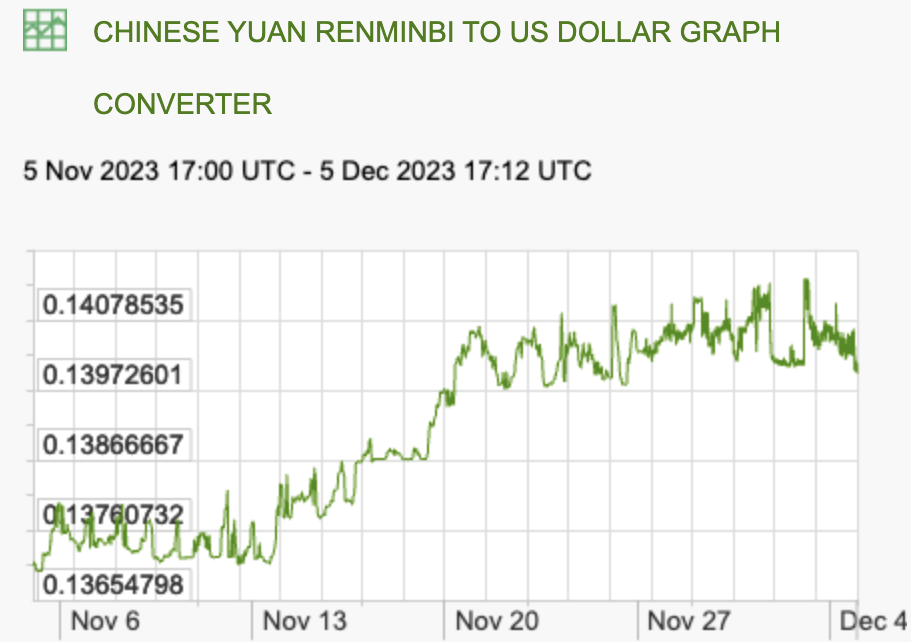 CHINESE YUAN RENMINBI TO US DOLLAR GRAPH
CONVERTER
5 Nov 2023 17:00 UTC - 5 Dec 2023 17:12 UTC
0.14078535
0.13972601
0.13866667
0.13760732
0.13654798
Nov 6 Nov 13 Nov 20 Nov 27 Dec 4